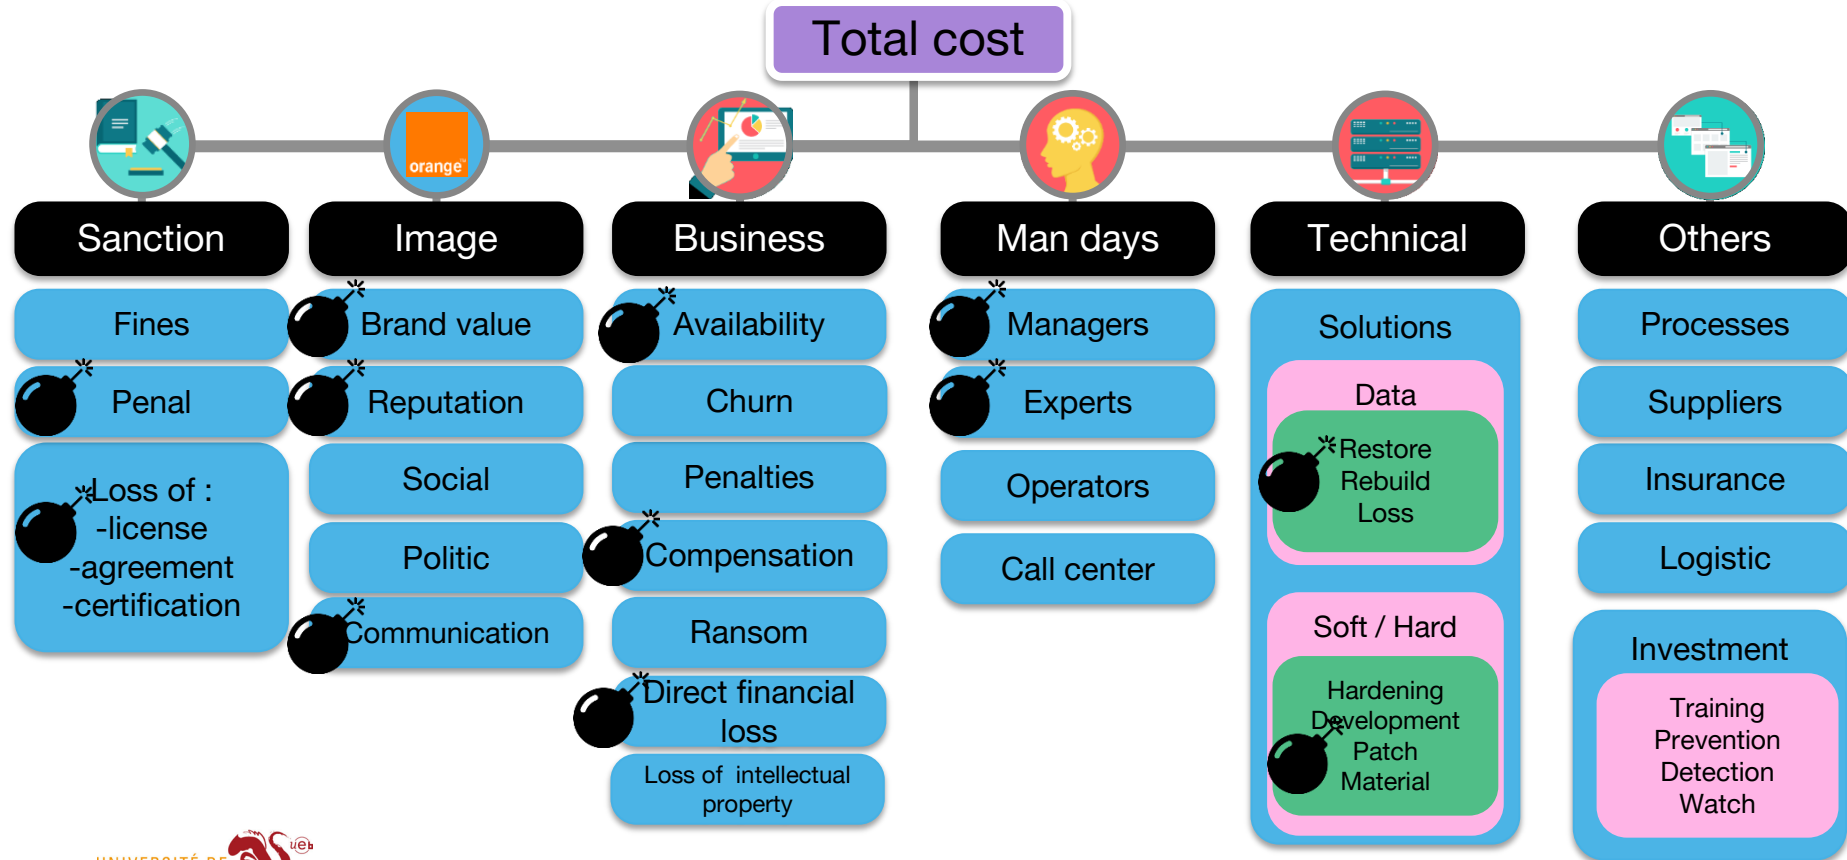 Total cost
orange
Sanction
Fines
Penal
Loss of :
-license
-agreement
-certification
Image
Brand value
Reputation
Social
Politic
Communication
Business
Availability
Churn
Penalties
Compensation
Ransom
Direct financial
loss
Loss of intellectual
property
Man days
Managers
Experts
Operators
Call center
Technical
Solutions
Data
Restore
Rebuild
Loss
Soft / Hard
Hardening
Development
Patch
Material
Others
Processes
Suppliers
Insurance
Logistic
Investment
Training
Prevention
Detection
Watch
UNIVERSITÉ DE
ueb